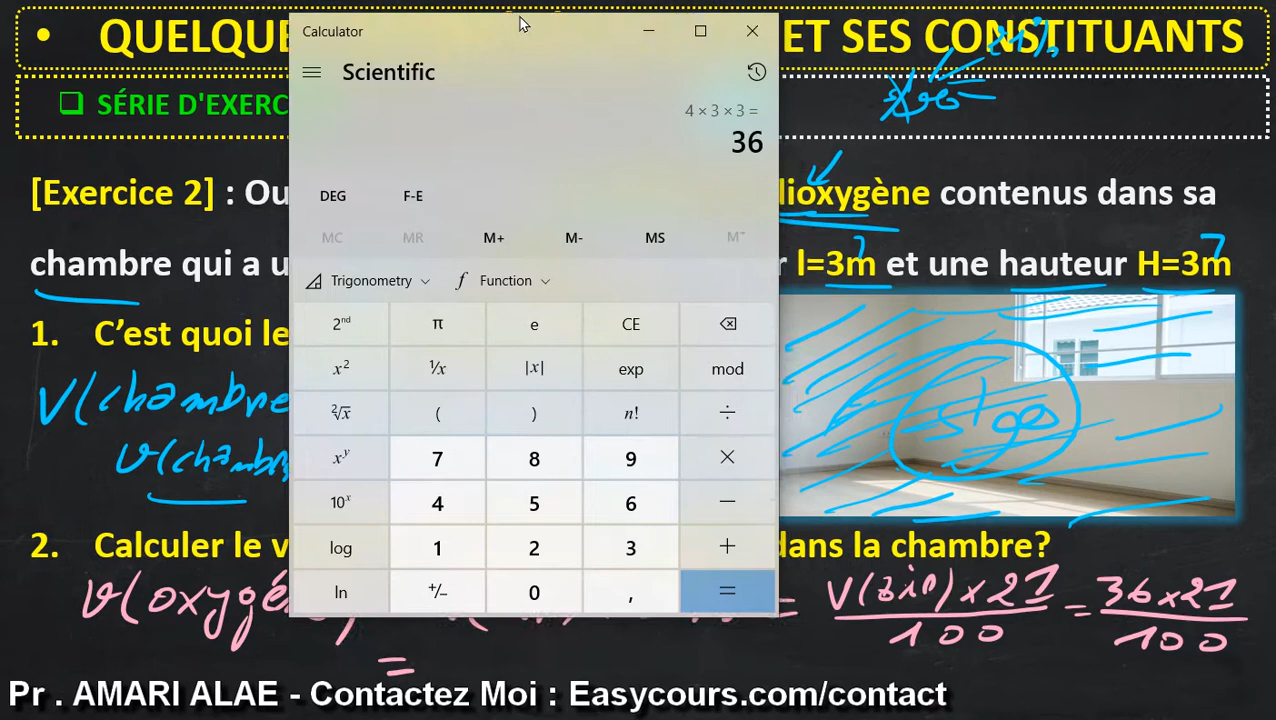 • QUELQUE
ET SES CONSTITUANTS
SÉRIE D'EXERC
Calculator
Scientific
4 × 3 × 3 =
36
DEG F-E
MC MR M+ M- MS M
Trigonometry Function
2nd π e CE
x² 1/x |x| exp mod
²√x ( ) n! ÷
xʸ 7 8 9 ×
10ˣ 4 5 6 −
log 1 2 3 +
ln +/− 0 , =
[Exercice 2] : Ou
dioxygène contenus dans sa
chambre qui a u
r l=3m et une hauteur H=3m
1. C’est quoi le
V(chambre
v(chamb
2. Calculer le v
dans la chambre?
V(oxygé
= V(air) x 21 / 100 = 36 x 21 / 100
=
Pr . AMARI ALAE - Contactez Moi : Easycours.com/contact